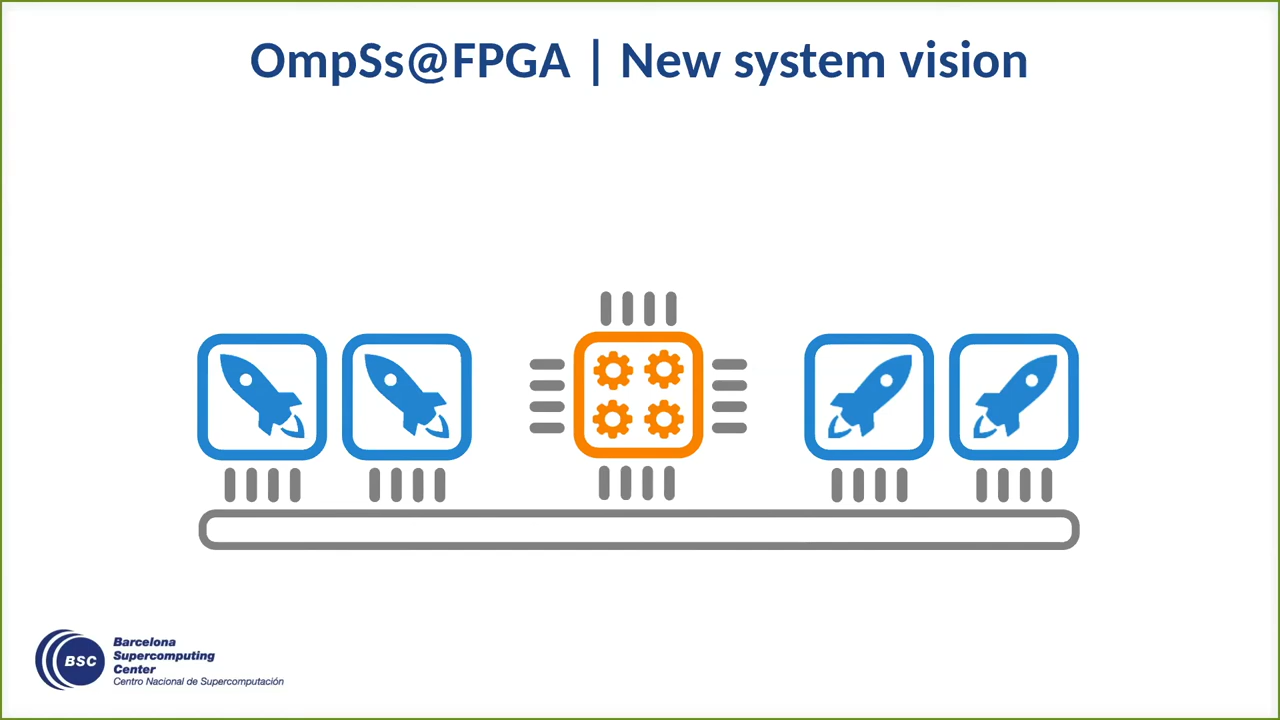 OmpSs@FPGA | New system vision
BSC
Barcelona
Supercomputing
Center
Centro Nacional de Supercomputación